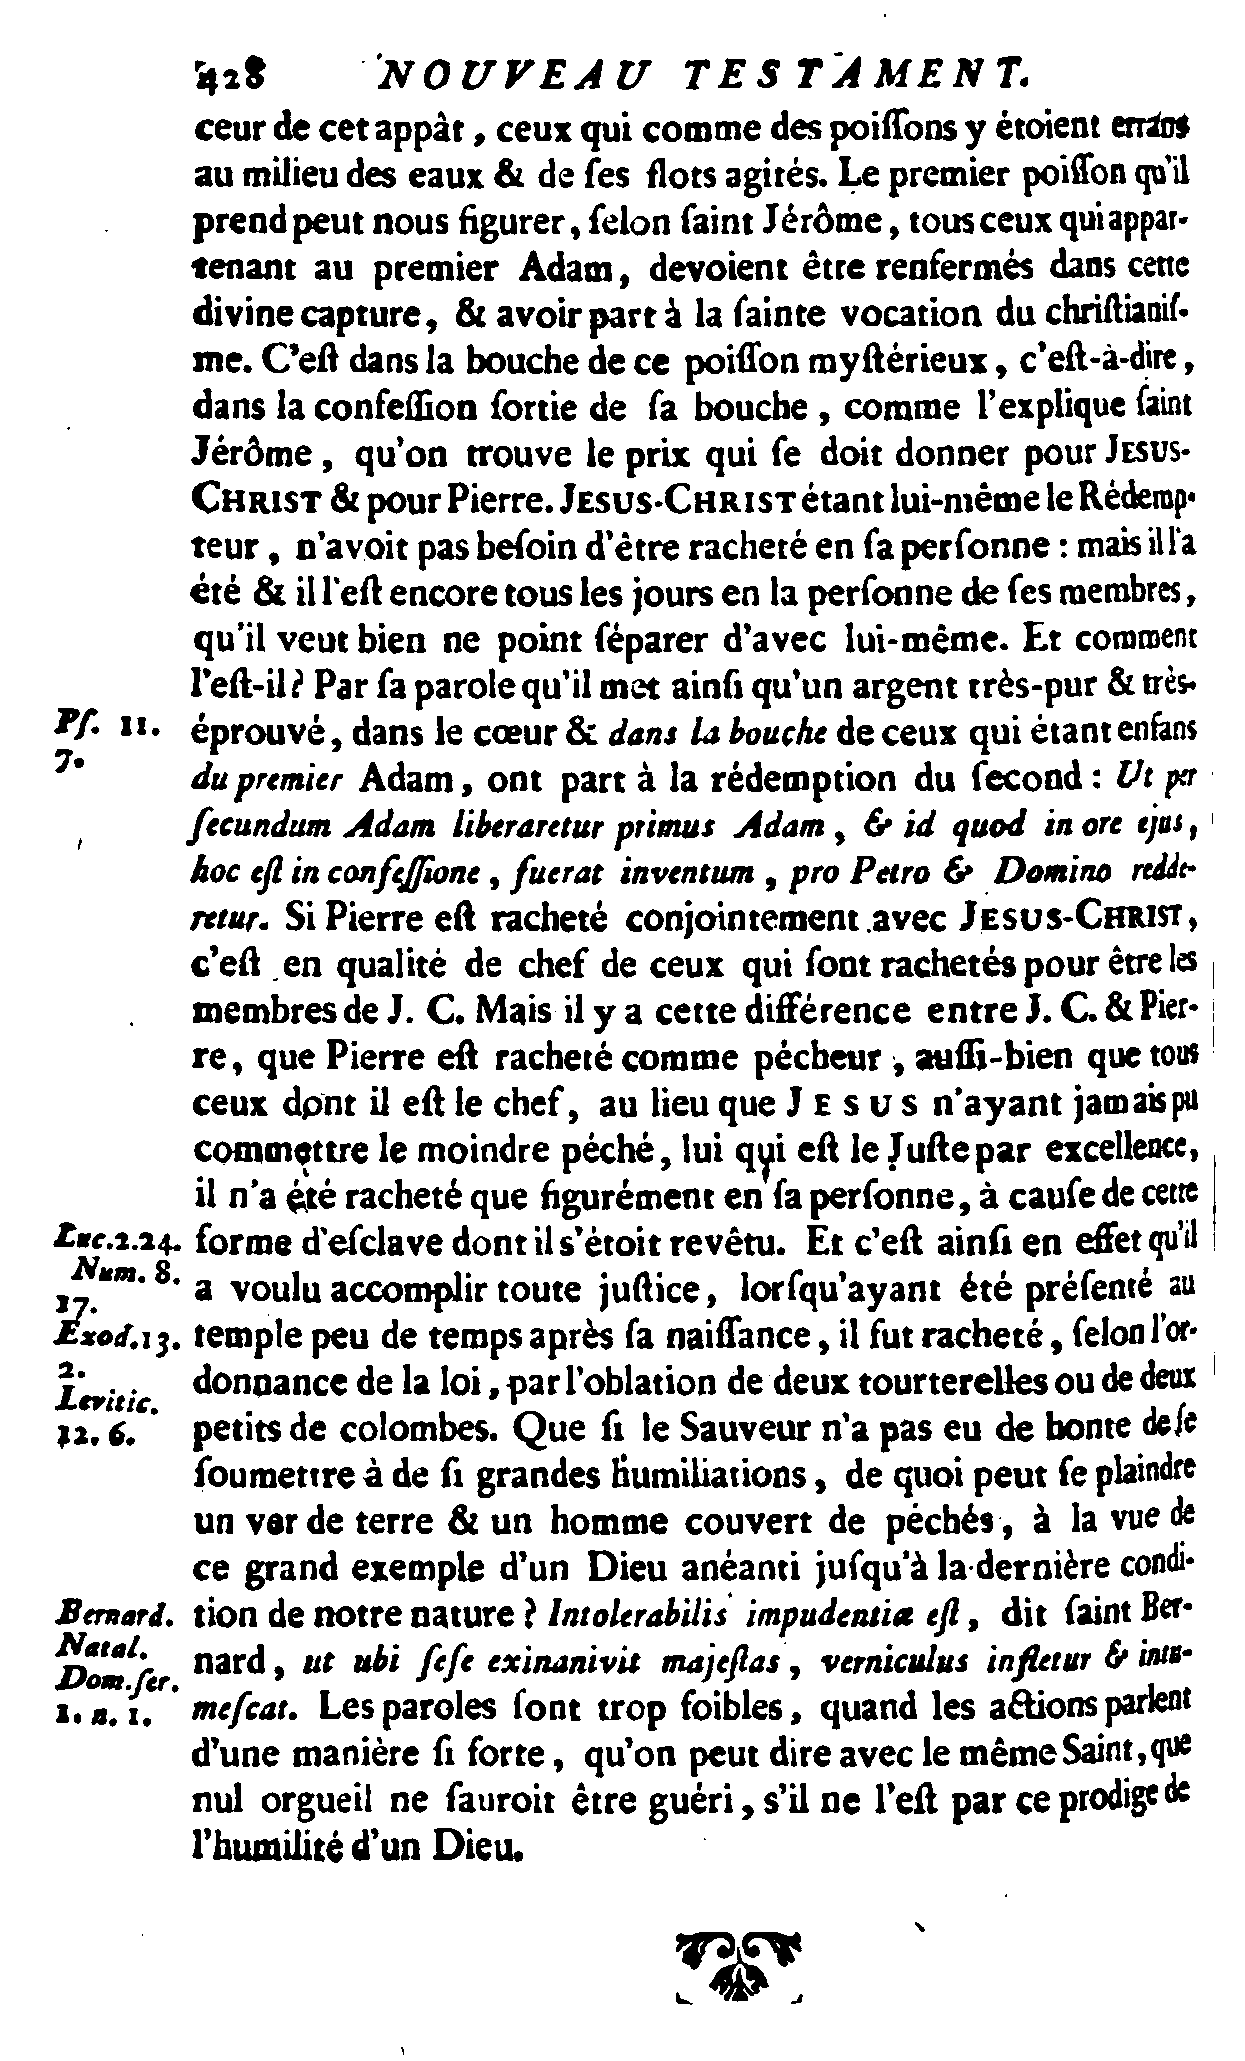 428 NOUVEAU TESTAMENT.
ceur de cet appât, ceux qui comme des poiſſons y étoient errans
au milieu des eaux & de ſes flots agités. Le premier poiſſon qu'il
prend peut nous figurer, ſelon ſaint Jérôme, tous ceux qui appar-
tenant au premier Adam, devoient être renfermés dans cette
divine capture, & avoir part à la ſainte vocation du chriſtianiſ-
me. C'eſt dans la bouche de ce poiſſon myſtérieux, c'eſt-à-dire,
dans la confeſſion ſortie de ſa bouche, comme l'explique ſaint
Jérôme, qu'on trouve le prix qui ſe doit donner pour JESUS-
CHRIST & pour Pierre. JESUS-CHRIST étant lui-même le Rédemp-
teur, n'avoit pas beſoin d'être racheté en ſa perſonne : mais il l'a
été & il l'eſt encore tous les jours en la perſonne de ſes membres,
qu'il veut bien ne point ſéparer d'avec lui-même. Et comment
l'eſt-il? Par ſa parole qu'il met ainſi qu'un argent très-pur & très-
Pſ. 11. éprouvé, dans le cœur & dans la bouche de ceux qui étant enfans
7. du premier Adam, ont part à la rédemption du ſecond : Ut per
ſecundum Adam liberaretur primus Adam, & id quod in ore ejus,
hoc eſt in confeſſione, fuerat inventum, pro Petro & Domino redde-
retur. Si Pierre eſt racheté conjointement avec JESUS-CHRIST,
c'eſt en qualité de chef de ceux qui ſont rachetés pour être les
membres de J. C. Mais il y a cette différence entre J. C. & Pier-
re, que Pierre eſt racheté comme pécheur, auſſi-bien que tous
ceux dont il eſt le chef, au lieu que JESUS n'ayant jamais pu
commettre le moindre péché, lui qui eſt le Juſte par excellence,
il n'a été racheté que figurément en ſa perſonne, à cauſe de cette
Luc. 2. 24. forme d'eſclave dont il s'étoit revêtu. Et c'eſt ainſi en effet qu'il
Num. 8. a voulu accomplir toute juſtice, lorſqu'ayant été préſenté au
17.
Exod. 13. temple peu de temps après ſa naiſſance, il fut racheté, ſelon l'or-
2. donnance de la loi, par l'oblation de deux tourterelles ou de deux
Levitic.
12. 6. petits de colombes. Que ſi le Sauveur n'a pas eu de honte de ſe
ſoumettre à de ſi grandes humiliations, de quoi peut ſe plaindre
un ver de terre & un homme couvert de péchés, à la vue de
ce grand exemple d'un Dieu anéanti juſqu'à la dernière condi-
Bernard. tion de notre nature ? Intolerabilis impudentiæ eſt, dit ſaint Ber-
Natal. nard, ut ubi ſeſe exinanivit majeſtas, verniculus infletur & intu-
Dom. ſer.
1. n. 1. meſcat. Les paroles ſont trop foibles, quand les actions parlent
d'une manière ſi forte, qu'on peut dire avec le même Saint, que
nul orgueil ne ſauroit être guéri, s'il ne l'eſt par ce prodige de
l'humilité d'un Dieu.